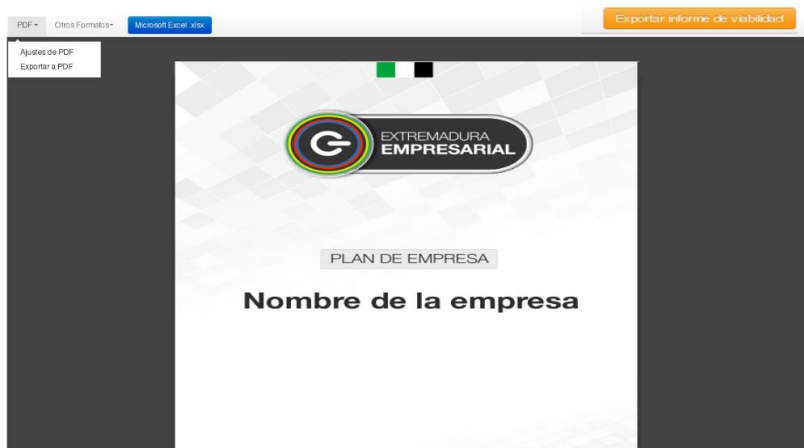 PDF Otros Formatos Microsoft Excel .xlsx Exportar informe de viabilidad
Ajustes de PDF
Exportar a PDF
EXTREMADURA
EMPRESARIAL
PLAN DE EMPRESA
Nombre de la empresa